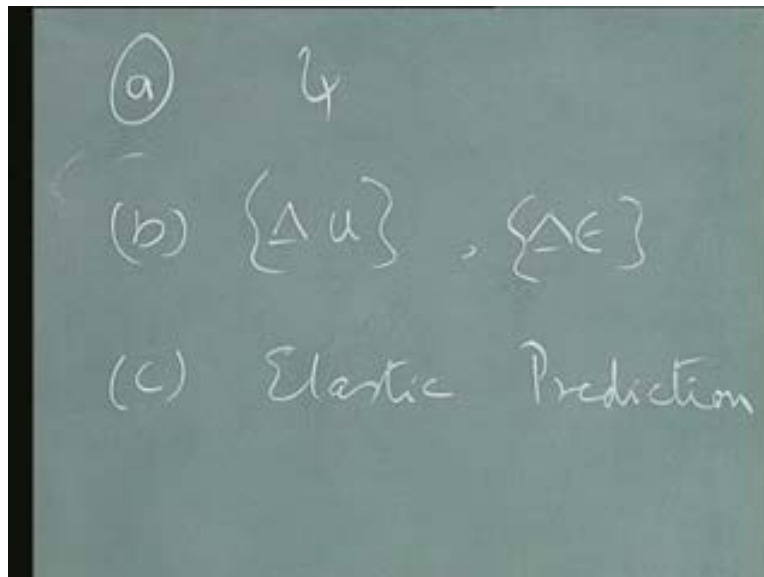 (a)
(b) {Δu} , {Δϵ}
(c) Elastic Prediction